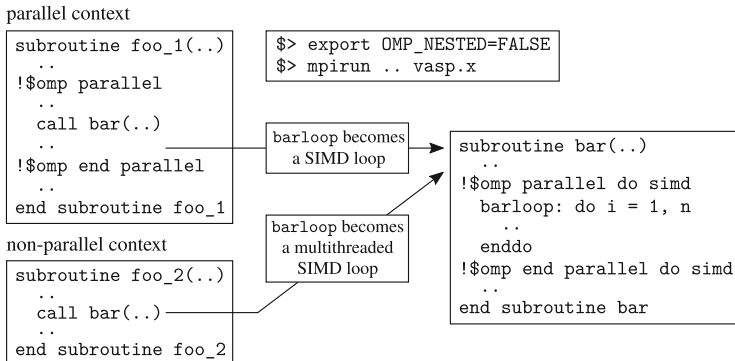 parallel context
subroutine foo_1(..)
..
!$omp parallel
..
call bar(..)
..
!$omp end parallel
..
end subroutine foo_1
$> export OMP_NESTED=FALSE
$> mpirun .. vasp.x
barloop becomes
a SIMD loop
non-parallel context
subroutine foo_2(..)
..
call bar(..)
..
end subroutine foo_2
barloop becomes
a multithreaded
SIMD loop
subroutine bar(..)
..
!$omp parallel do simd
barloop: do i = 1, n
..
enddo
!$omp end parallel do simd
..
end subroutine bar